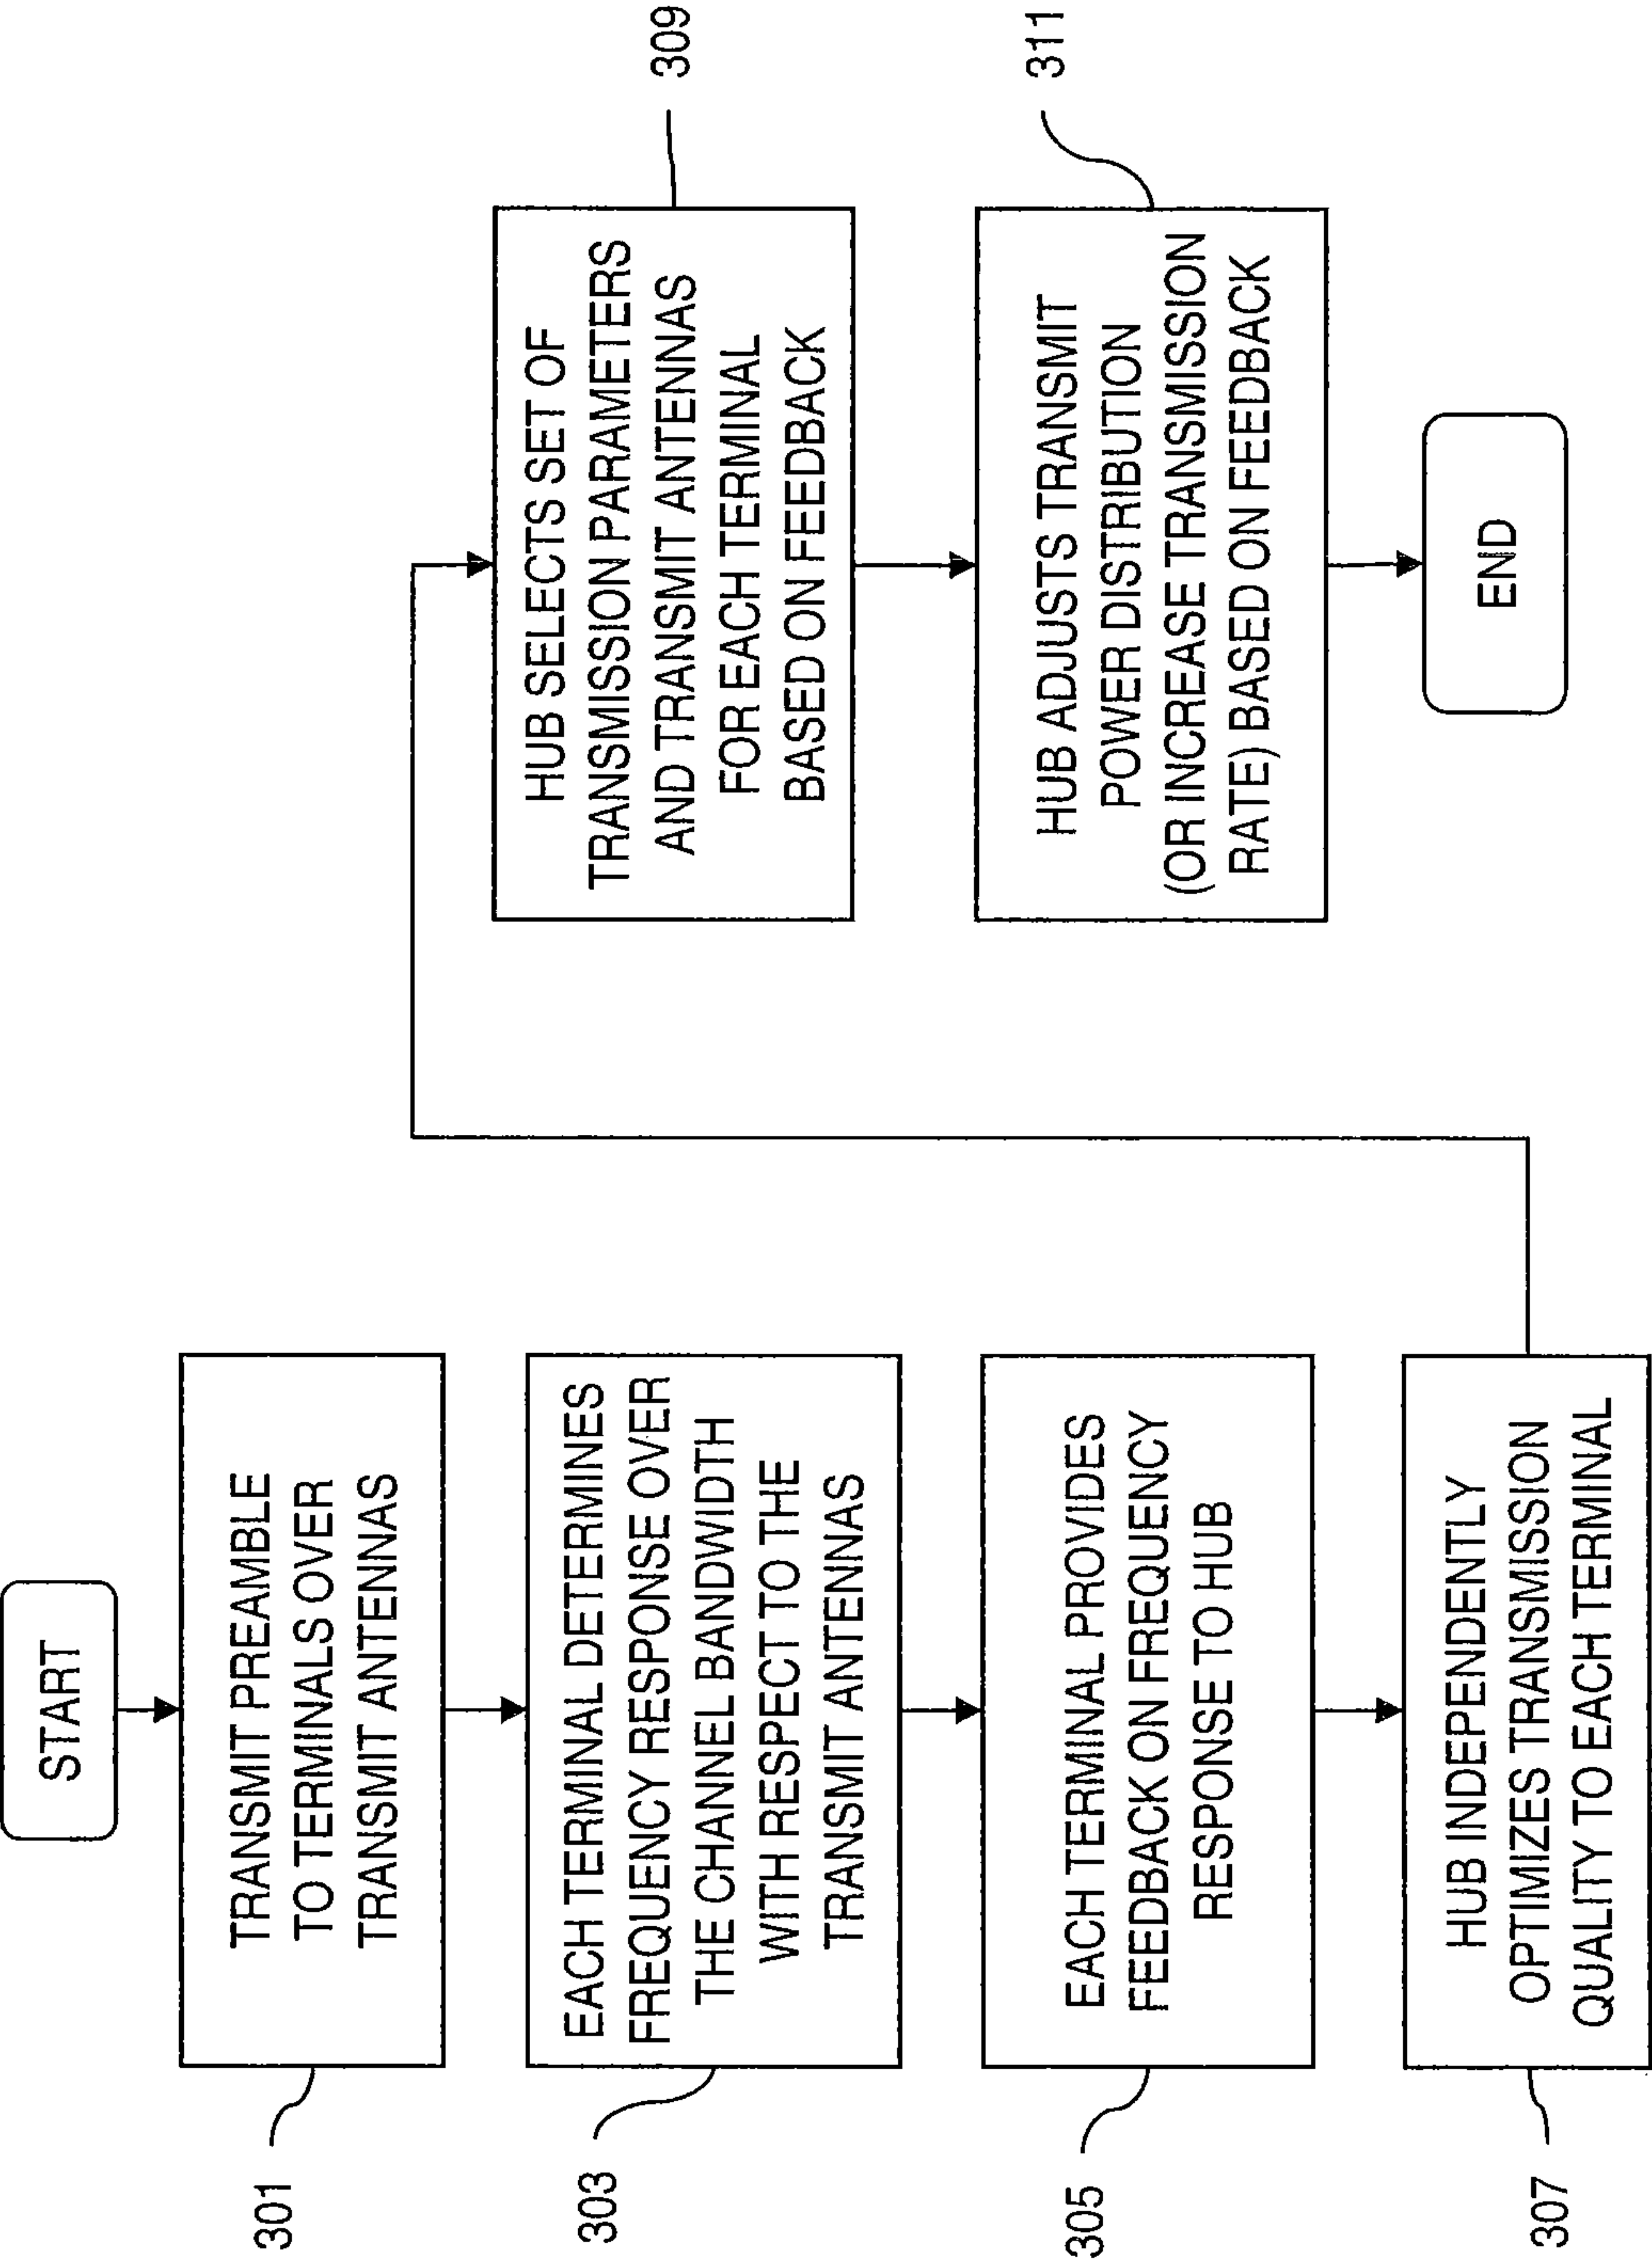 START
301
TRANSMIT PREAMBLE
TO TERMINALS OVER
TRANSMIT ANTENNAS
303
EACH TERMINAL DETERMINES
FREQUENCY RESPONSE OVER
THE CHANNEL BANDWIDTH
WITH RESPECT TO THE
TRANSMIT ANTENNAS
305
EACH TERMINAL PROVIDES
FEEDBACK ON FREQUENCY
RESPONSE TO HUB
307
HUB INDEPENDENTLY
OPTIMIZES TRANSMISSION
QUALITY TO EACH TERMINAL
309
HUB SELECTS SET OF
TRANSMISSION PARAMETERS
AND TRANSMIT ANTENNAS
FOR EACH TERMINAL
BASED ON FEEDBACK
311
HUB ADJUSTS TRANSMIT
POWER DISTRIBUTION
(OR INCREASE TRANSMISSION
RATE) BASED ON FEEDBACK
END